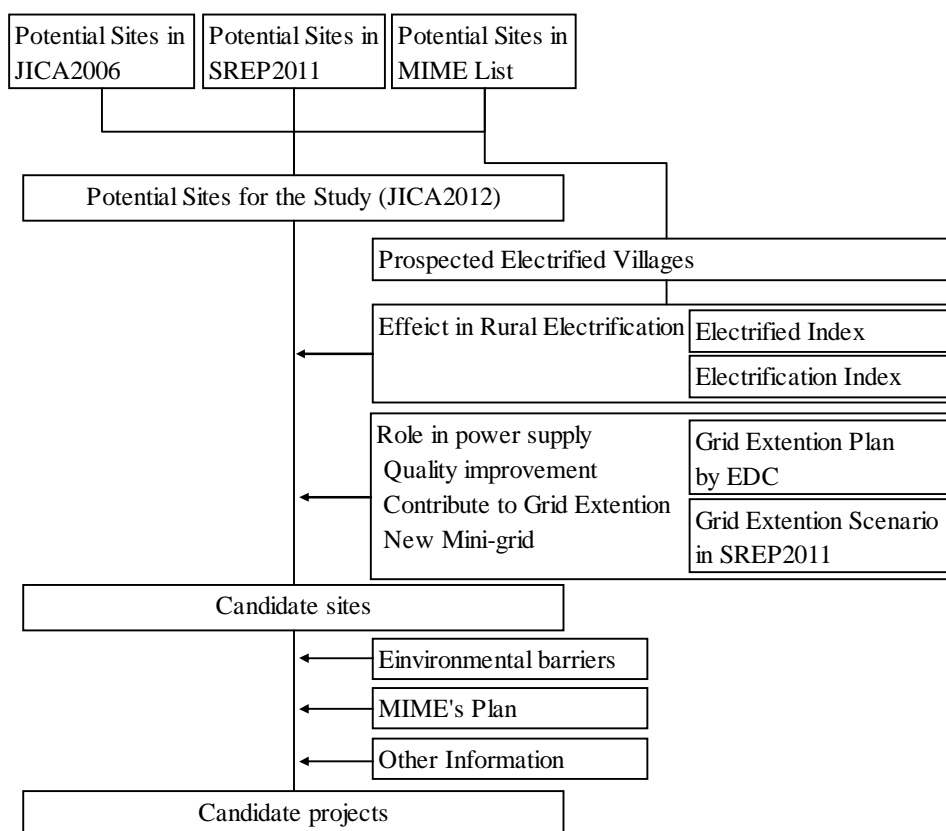 Potential Sites in
JICA2006
Potential Sites in
SREP2011
Potential Sites in
MIME List
Potential Sites for the Study (JICA2012)
Prospected Electrified Villages
Effeict in Rural Electrification
Electrified Index
Electrification Index
Role in power supply
Quality improvement
Contribute to Grid Extention
New Mini-grid
Grid Extention Plan
by EDC
Grid Extention Scenario
in SREP2011
Candidate sites
Einvironmental barriers
MIME's Plan
Other Information
Candidate projects